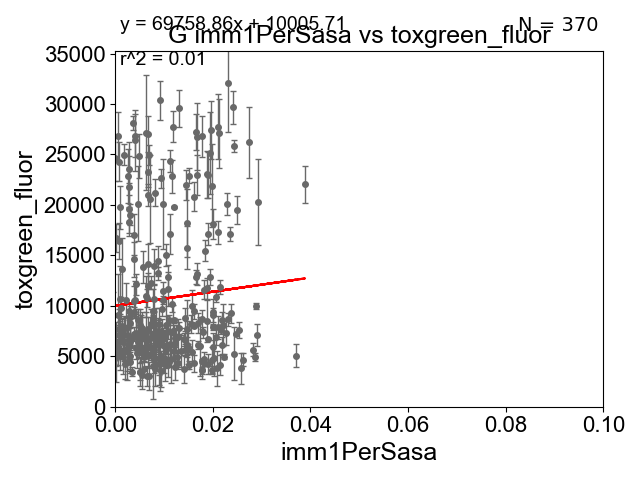 y = 69758.86x + 10005.71
N = 370
G imm1PerSasa vs toxgreen_fluor
r^2 = 0.01
35000
30000
25000
20000
15000
10000
5000
0
toxgreen_fluor
0.00 0.02 0.04 0.06 0.08 0.10
imm1PerSasa